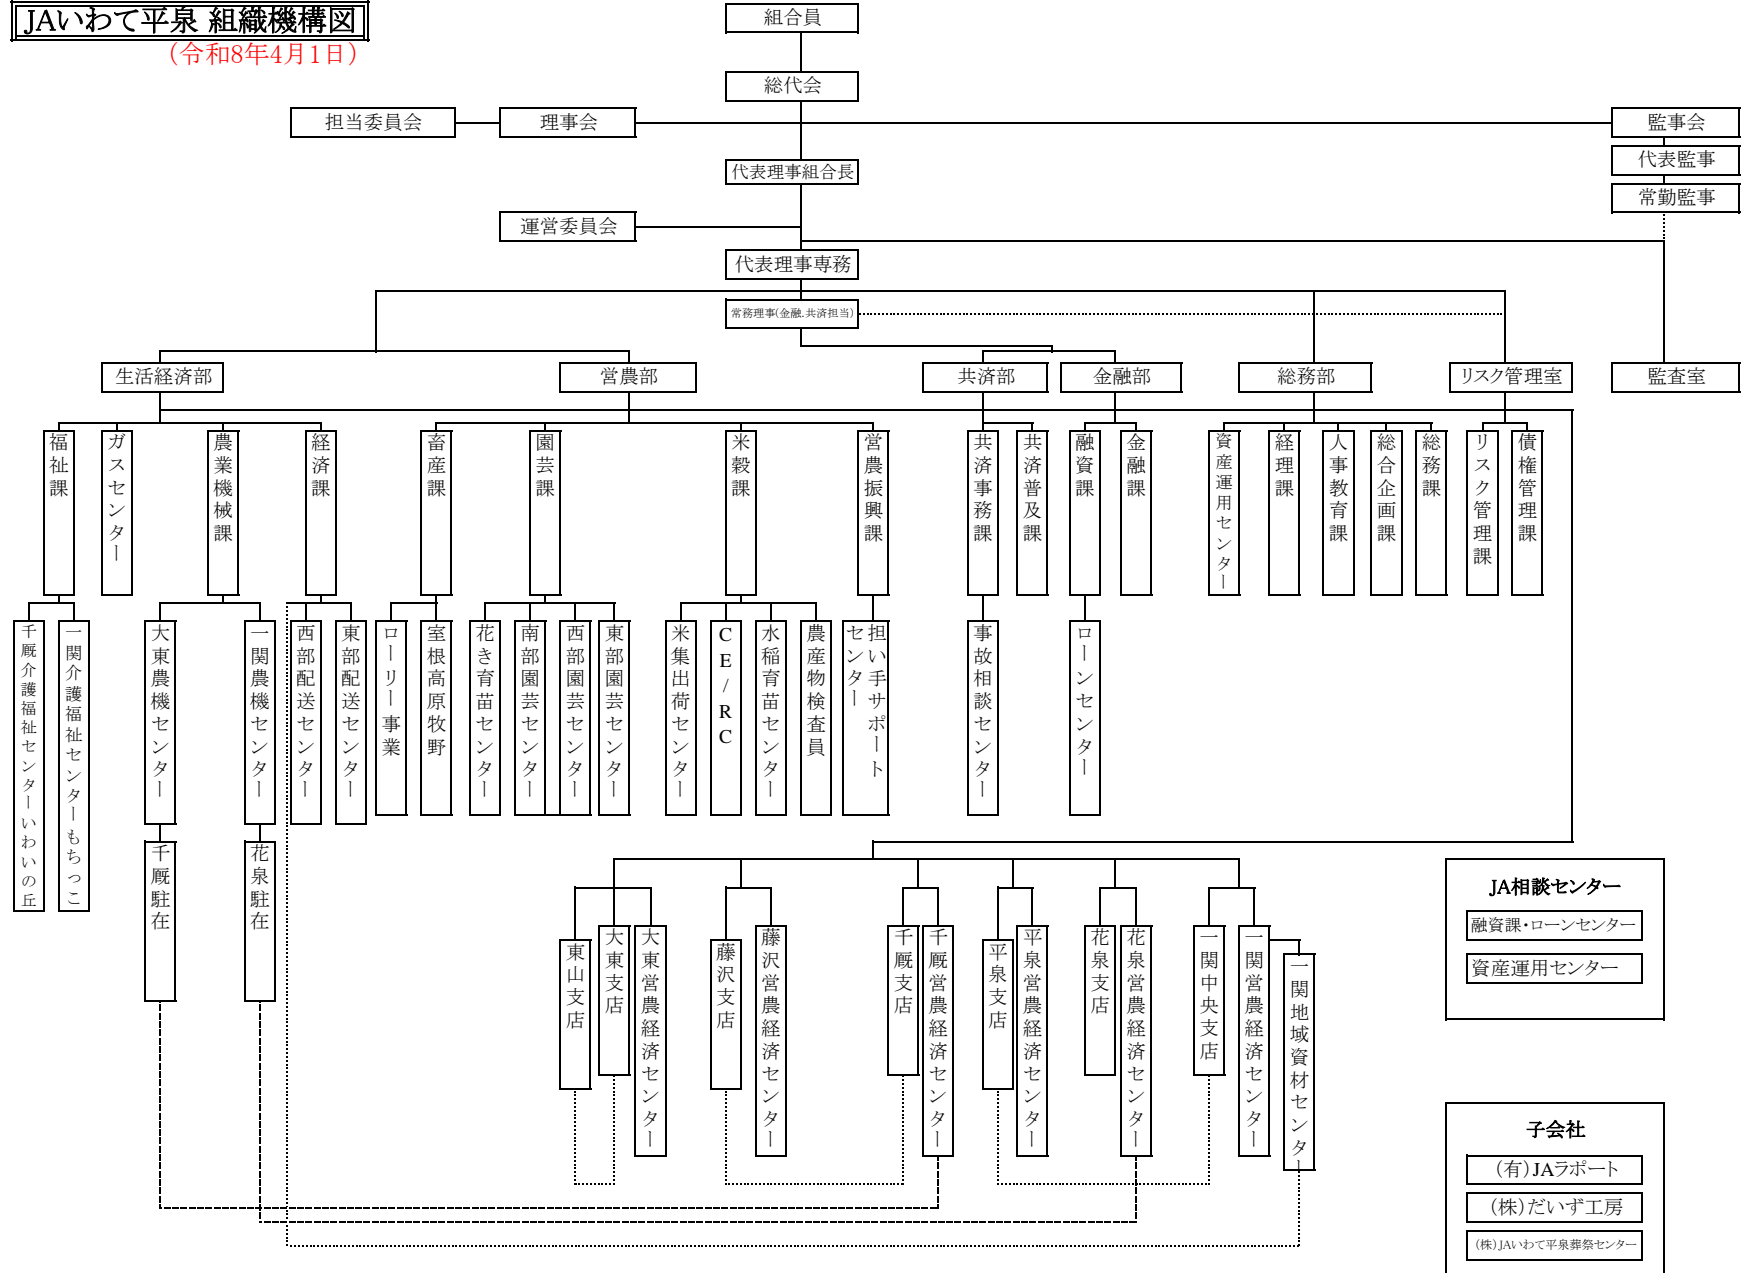 JAいわて平泉 組織機構図
（令和8年4月1日）
組合員
総代会
担当委員会
理事会
監事会
代表理事組合長
代表監事
常勤監事
運営委員会
代表理事専務
常務理事(金融.共済担当)
生活経済部
営農部
共済部
金融部
総務部
リスク管理室
監査室
福祉課
ガスセンター
農業機械課
経済課
畜産課
園芸課
米穀課
営農振興課
共済事務課
共済普及課
融資課
金融課
資産運用センター
経理課
人事教育課
総合企画課
総務課
リスク管理課
債権管理課
千厩介護福祉センターいわいの丘
一関介護福祉センターもちっこ
大東農機センター
一関農機センター
西部配送センター
東部配送センター
ローリー事業
室根高原牧野
花き育苗センター
南部園芸センター
西部園芸センター
東部園芸センター
米集出荷センター
CE/RC
水稲育苗センター
農産物検査員
担い手サポート
センター
事故相談センター
ローンセンター
千厩駐在
花泉駐在
東山支店
大東支店
大東営農経済センター
藤沢支店
藤沢営農経済センター
千厩支店
千厩営農経済センター
平泉支店
平泉営農経済センター
花泉支店
花泉営農経済センター
一関中央支店
一関営農経済センター
一関地域資材センター
JA相談センター
融資課・ローンセンター
資産運用センター
子会社
（有）JAラポート
（株）だいず工房
（株）JAいわて平泉葬祭センター